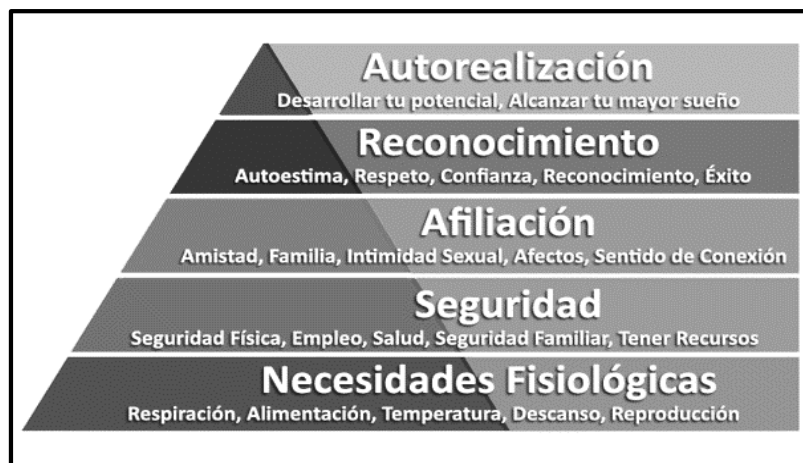 Autorealización
Desarrollar tu potencial, Alcanzar tu mayor sueño
Reconocimiento
Autoestima, Respeto, Confianza, Reconocimiento, Éxito
Afiliación
Amistad, Familia, Intimidad Sexual, Afectos, Sentido de Conexión
Seguridad
Seguridad Física, Empleo, Salud, Seguridad Familiar, Tener Recursos
Necesidades Fisiológicas
Respiración, Alimentación, Temperatura, Descanso, Reproducción